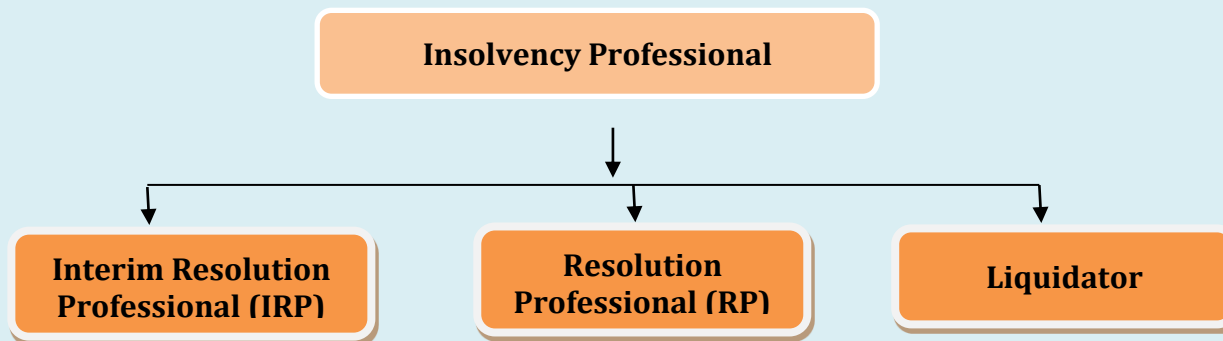 Insolvency Professional
Interim Resolution
Professional (IRP)
Resolution
Professional (RP)
Liquidator